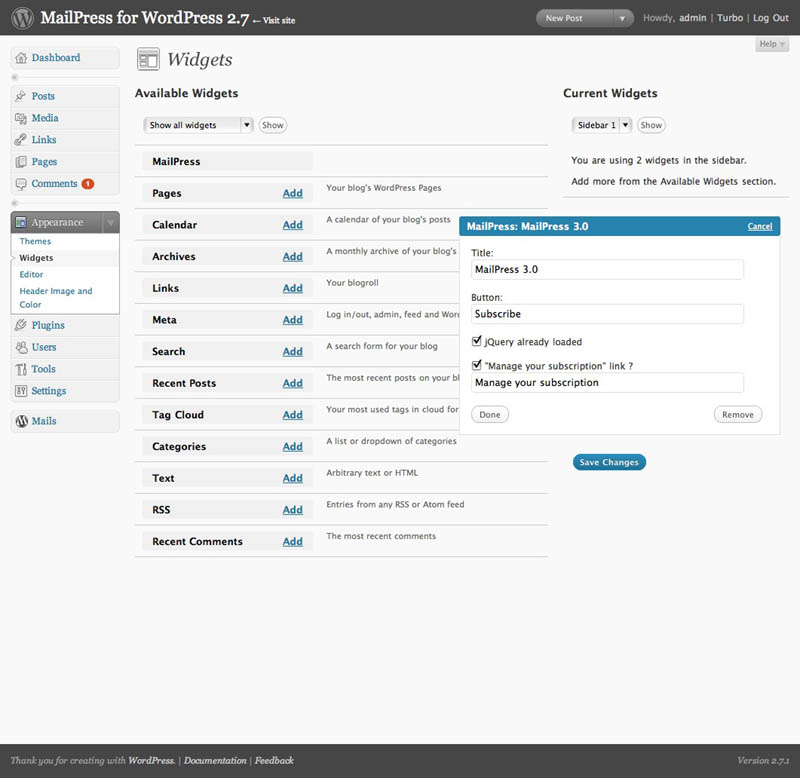 MailPress for WordPress 2.7 ← Visit site
New Post
Howdy, admin | Turbo | Log Out
Help
Dashboard
Posts
Media
Links
Pages
Comments 1
Appearance
Themes
Widgets
Editor
Header Image and
Color
Plugins
Users
Tools
Settings
Mails
Widgets
Available Widgets
Show all widgets Show
MailPress
Pages Add Your blog's WordPress Pages
Calendar Add A calendar of your blog's posts
Archives Add A monthly archive of your blog's
Links Add Your blogroll
Meta Add Log in/out, admin, feed and Wor
Search Add A search form for your blog
Recent Posts Add The most recent posts on your bl
Tag Cloud Add Your most used tags in cloud for
Categories Add A list or dropdown of categories
Text Add Arbitrary text or HTML
RSS Add Entries from any RSS or Atom feed
Recent Comments Add The most recent comments
Current Widgets
Sidebar 1 Show
You are using 2 widgets in the sidebar.
Add more from the Available Widgets section.
MailPress: MailPress 3.0 Cancel
Title:
MailPress 3.0
Button:
Subscribe
jQuery already loaded
"Manage your subscription" link ?
Manage your subscription
Done Remove
Save Changes
Thank you for creating with WordPress. | Documentation | Feedback
Version 2.7.1